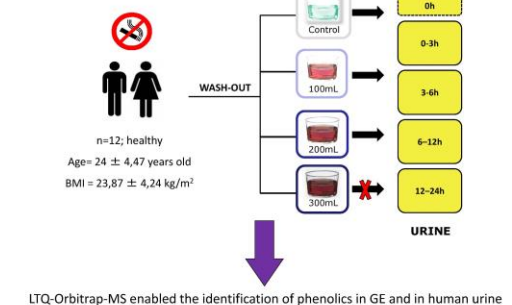 0h
Control
0-3h
WASH-OUT
100mL
3-6h
n=12; healthy
Age= 24 ± 4,47 years old
BMI = 23,87 ± 4,24 kg/m²
200mL
6–12h
300mL
12–24h
URINE
LTQ-Orbitrap-MS enabled the identification of phenolics in GE and in human urine